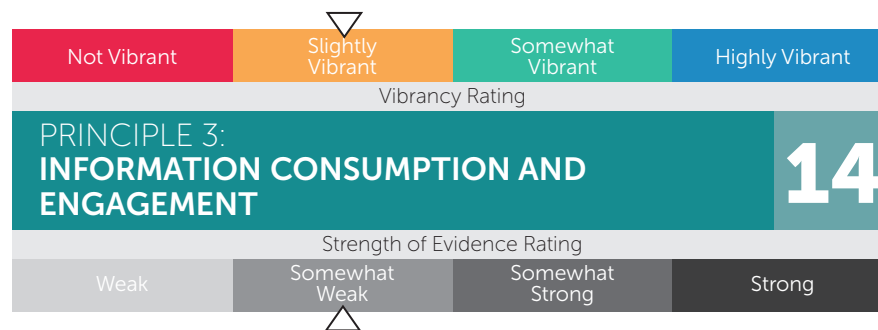 Not Vibrant
Slightly
Vibrant
Somewhat
Vibrant
Highly Vibrant
Vibrancy Rating
PRINCIPLE 3:
INFORMATION CONSUMPTION AND
ENGAGEMENT
14
Strength of Evidence Rating
Weak
Somewhat
Weak
Somewhat
Strong
Strong